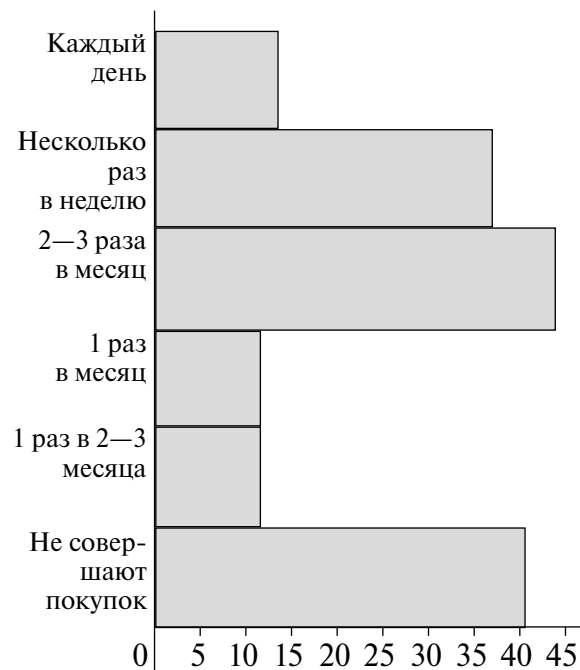 Каждый
день
Несколько
раз
в неделю
2—3 раза
в месяц
1 раз
в месяц
1 раз в 2—3
месяца
Не совер-
шают
покупок
0 5 10 15 20 25 30 35 40 45